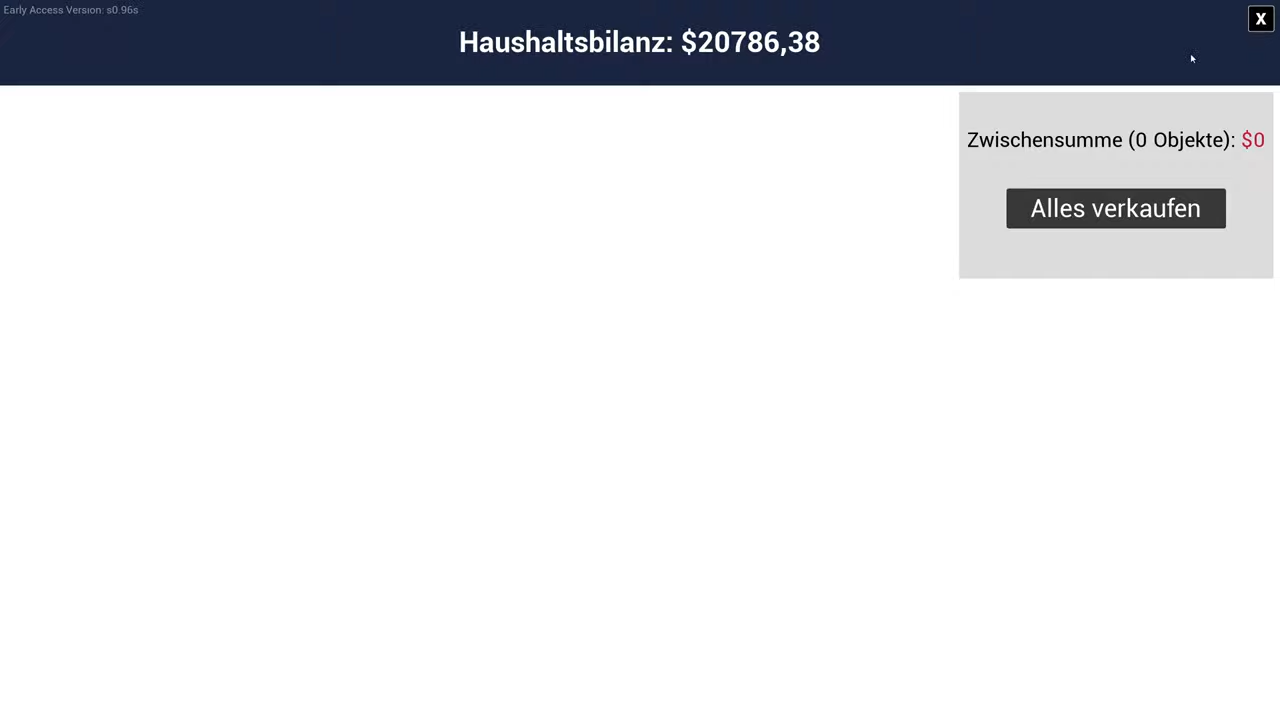 Early Access Version: s0.96s
X
Haushaltsbilanz: $20786,38
Zwischensumme (0 Objekte): $0
Alles verkaufen